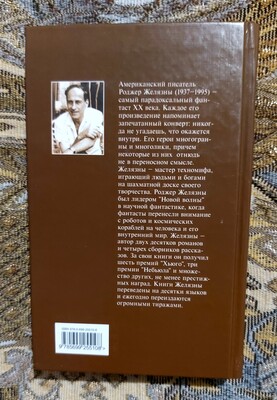 Американский писатель
Роджер Желязны (1937–1995) –
самый парадоксальный фан-
таст XX века. Каждое его
произведение напоминает
запечатанный конверт: никог-
да не угадаешь, что окажется
внутри. Его герои многогран-
ны и многолики, причем
некоторые из них отнюдь
не в переносном смысле.
Желязны – мастер техномифа,
играющий людьми и богами
на шахматной доске своего
творчества. Роджер Желязны
был лидером "Новой волны"
в научной фантастике, когда
фантасты перенесли внимание
с роботов и космических
кораблей на человека и его
внутренний мир. Желязны –
автор двух десятков романов
и четырех сборников расска-
зов. За свои книги он получил
шесть премий "Хьюго", три
премии "Небьюла" и множе-
ство других, не менее престиж-
ных наград. Книги Желязны
переведены на десятки языков
и ежегодно переиздаются
огромными тиражами.